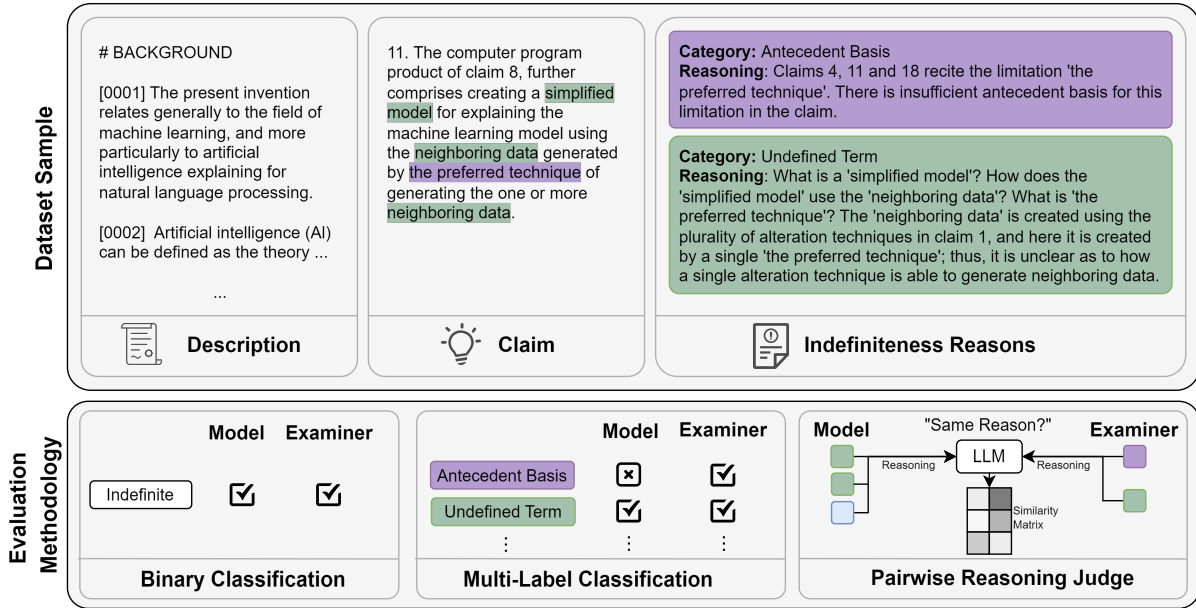 Dataset Sample
# BACKGROUND
[0001] The present invention
relates generally to the field of
machine learning, and more
particularly to artificial
intelligence explaining for
natural language processing.
[0002]  Artificial intelligence (AI)
can be defined as the theory ...
...
Description
11. The computer program
product of claim 8, further
comprises creating a simplified
model for explaining the
machine learning model using
the neighboring data generated
by the preferred technique of
generating the one or more
neighboring data.
Claim
Category: Antecedent Basis
Reasoning: Claims 4, 11 and 18 recite the limitation 'the
preferred technique'. There is insufficient antecedent basis for this
limitation in the claim.
Category: Undefined Term
Reasoning: What is a 'simplified model'? How does the
'simplified model' use the 'neighboring data'? What is 'the
preferred technique'? The 'neighboring data' is created using the
plurality of alteration techniques in claim 1, and here it is created
by a single 'the preferred technique'; thus, it is unclear as to how
a single alteration technique is able to generate neighboring data.
Indefiniteness Reasons
Evaluation
Methodology
Model Examiner
Indefinite
Binary Classification
Model Examiner
Antecedent Basis
Undefined Term
Multi-Label Classification
"Same Reason?"
Model Examiner
LLM
Reasoning Reasoning
Similarity
Matrix
Pairwise Reasoning Judge